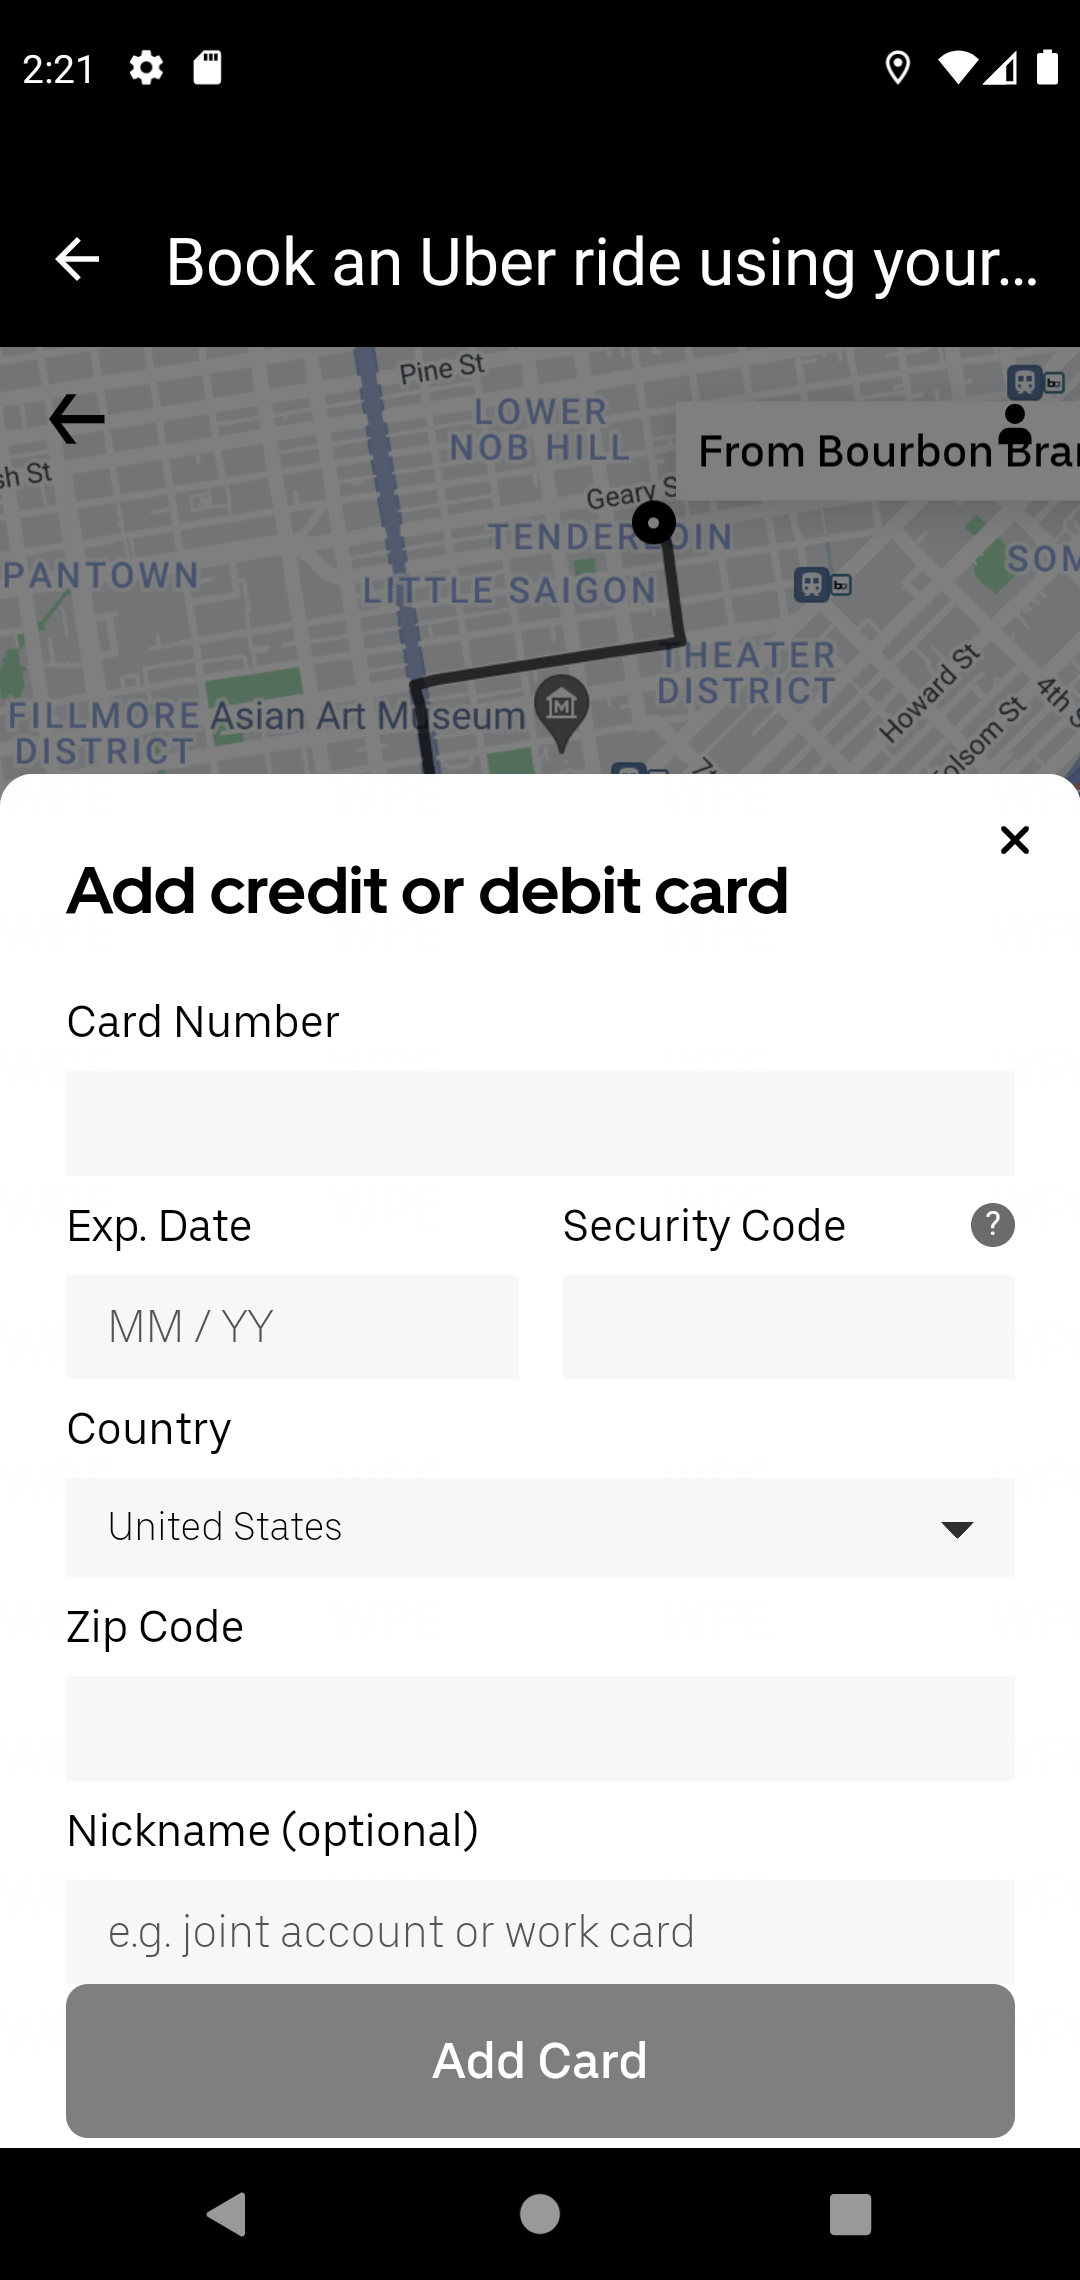 2:21
Book an Uber ride using your...
Pine St
LOWER
NOB HILL
From Bourbon
sh St
Geary S
TENDERLOIN
PANTOWN
LITTLE SAIGON
SOM
THEATER
DISTRICT
Howard St
4th S
FILLMORE
DISTRICT
Asian Art Museum
olsom St
Add credit or debit card
Card Number
Exp. Date
Security Code
?
MM / YY
Country
United States
Zip Code
Nickname (optional)
e.g. joint account or work card
Add Card